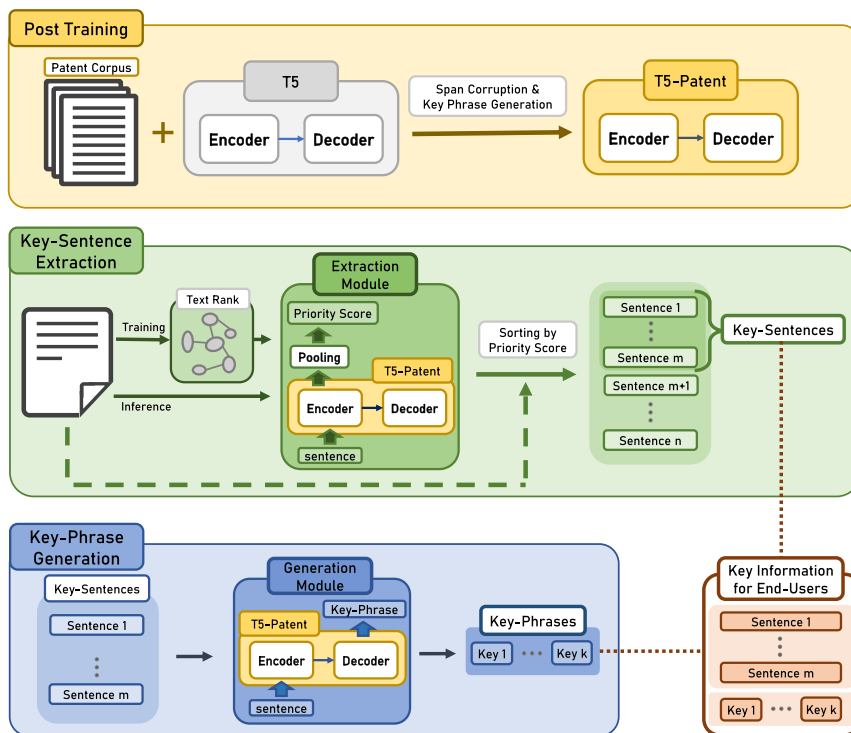 Post Training
Patent Corpus
T5
Encoder
Decoder
Span Corruption &
Key Phrase Generation
T5-Patent
Encoder
Decoder
Key-Sentence
Extraction
Training
Inference
Text Rank
Extraction
Module
Priority Score
Pooling
T5-Patent
Encoder
Decoder
sentence
Sorting by
Priority Score
Sentence 1
Sentence m
Sentence m+1
Sentence n
Key-Sentences
Key-Phrase
Generation
Key-Sentences
Sentence 1
Sentence m
Generation
Module
Key-Phrase
T5-Patent
Encoder
Decoder
sentence
Key-Phrases
Key 1
Key k
Key Information
for End-Users
Sentence 1
Sentence m
Key 1
Key k